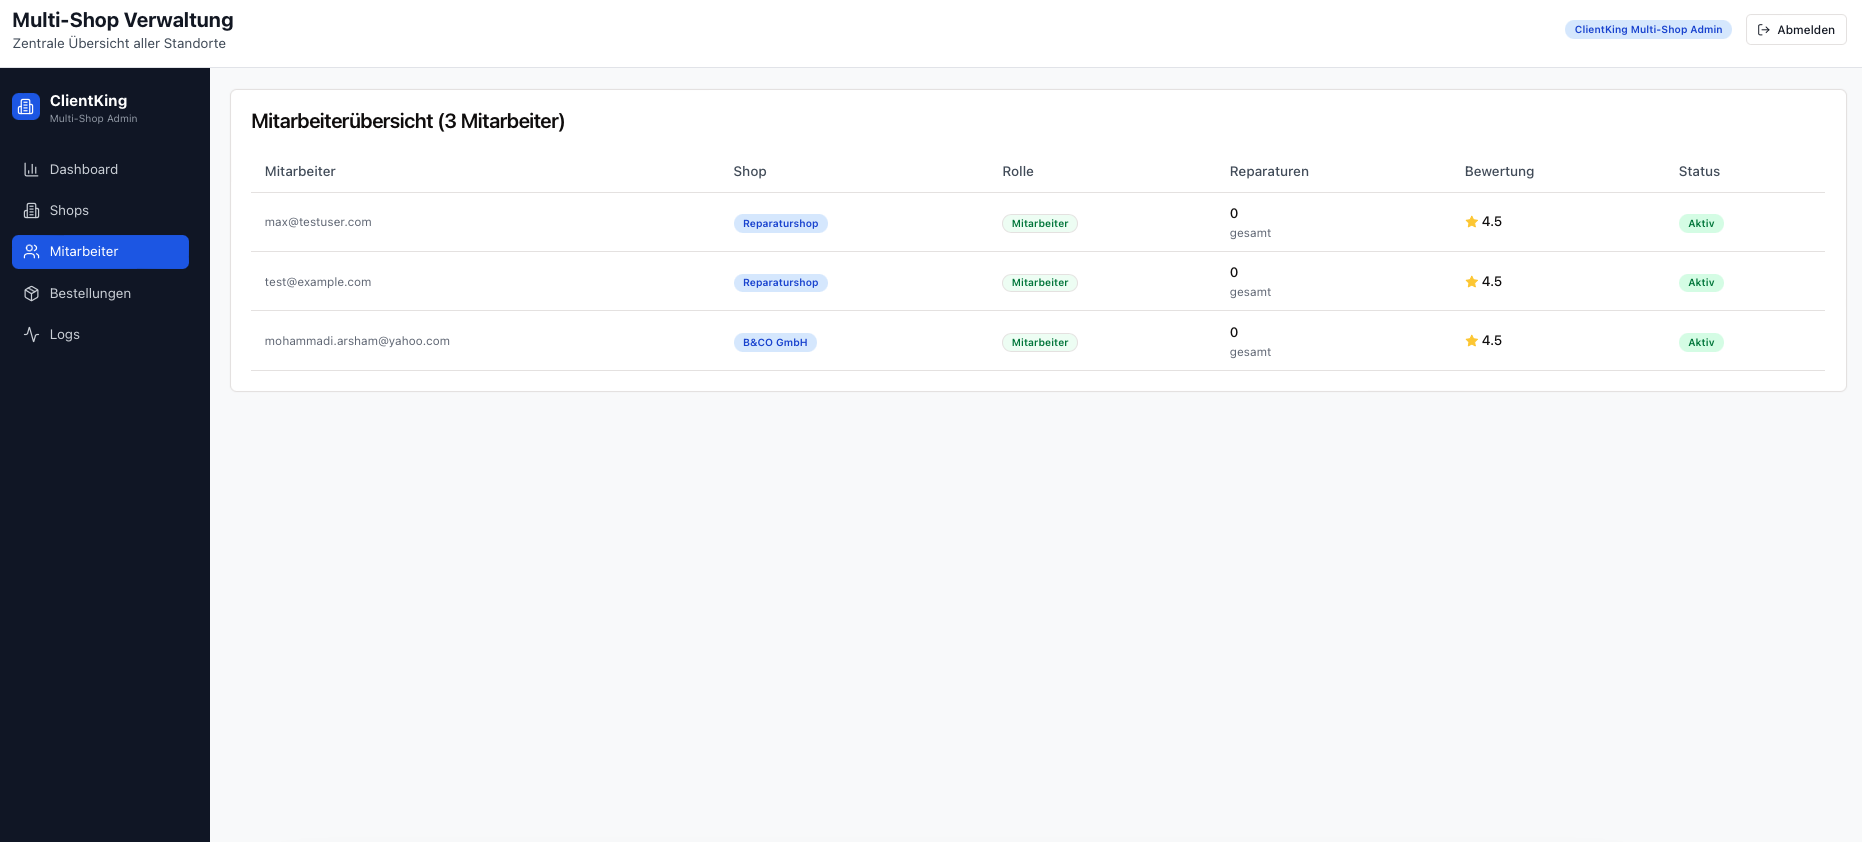 Multi-Shop Verwaltung
Zentrale Übersicht aller Standorte
ClientKing Multi-Shop Admin
Abmelden
ClientKing
Multi-Shop Admin
Dashboard
Shops
Mitarbeiter
Bestellungen
Logs
Mitarbeiterübersicht (3 Mitarbeiter)
Mitarbeiter Shop Rolle Reparaturen Bewertung Status
max@testuser.com Reparaturshop Mitarbeiter 0 gesamt 4.5 Aktiv
test@example.com Reparaturshop Mitarbeiter 0 gesamt 4.5 Aktiv
mohammadi.arsham@yahoo.com B&CO GmbH Mitarbeiter 0 gesamt 4.5 Aktiv